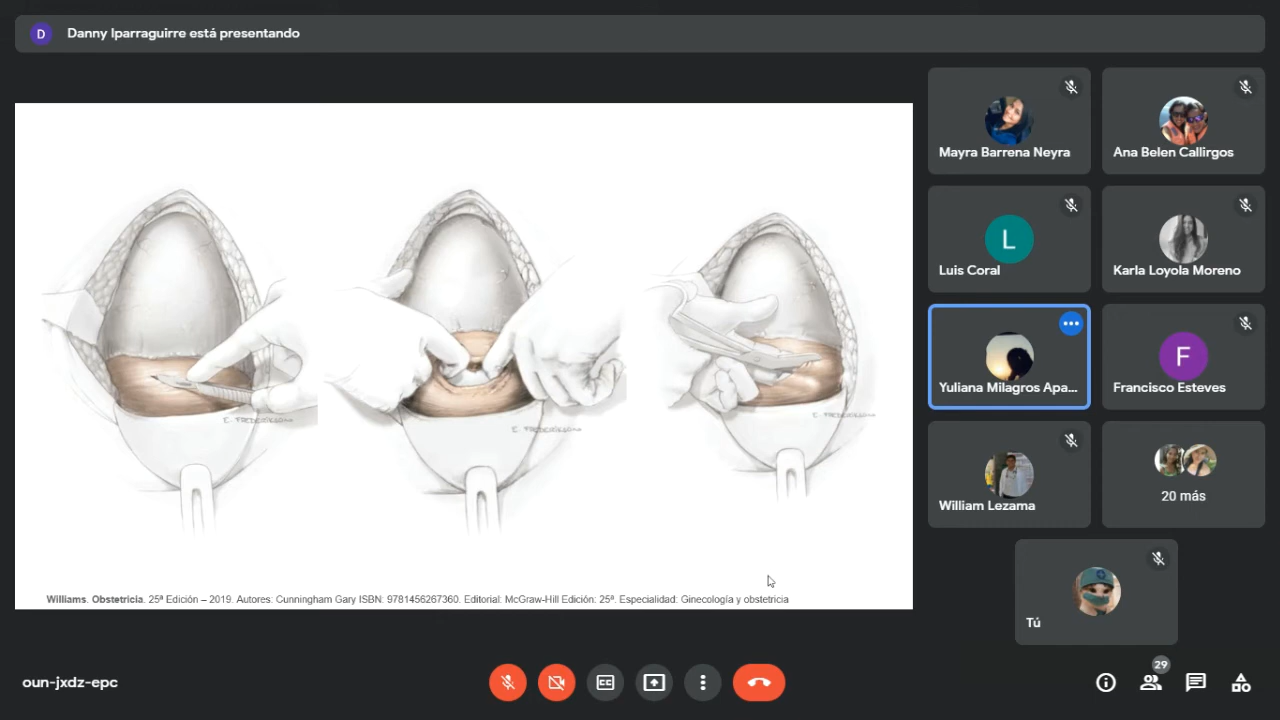 D
Danny Iparraguirre está presentando
Mayra Barrena Neyra
Ana Belen Callirgos
L
Luis Coral
Karla Loyola Moreno
Yuliana Milagros Apa...
F
Francisco Esteves
William Lezama
20 más
Tú
Williams. Obstetricia. 25ª Edición – 2019. Autores: Cunningham Gary ISBN: 9781456267360. Editorial: McGraw-Hill Edición: 25ª. Especialidad: Ginecología y obstetricia
oun-jxdz-epc
CC
29